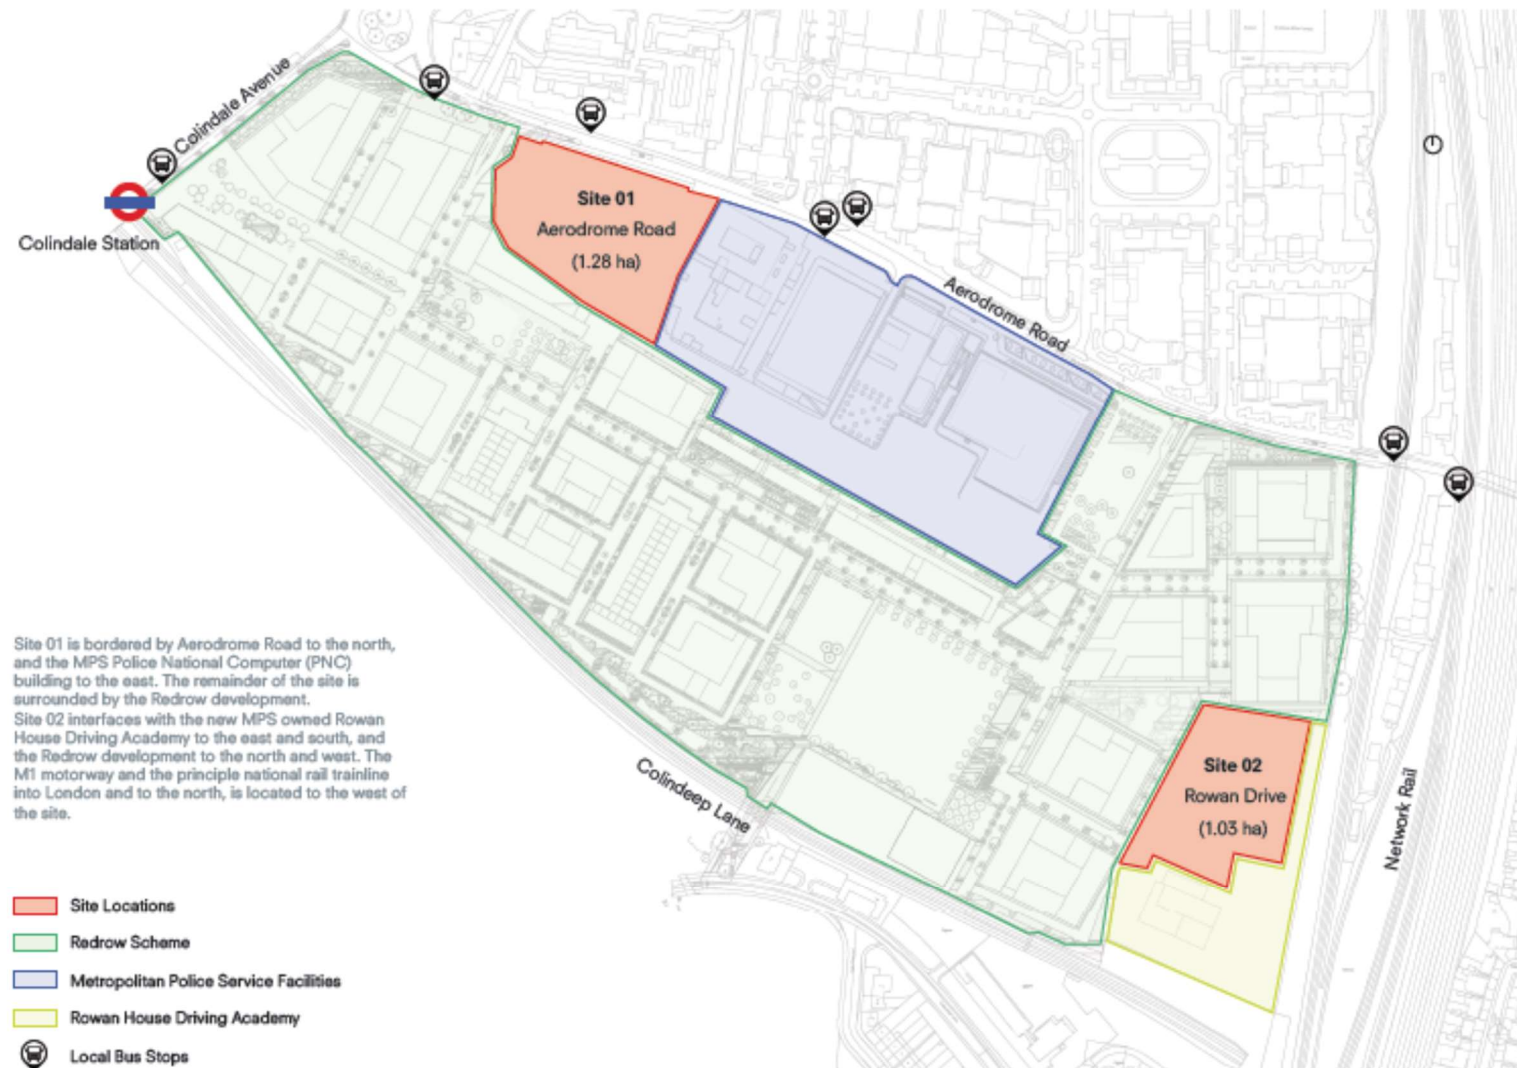 Colindale Avenue
Colindale Station
Site 01
Aerodrome Road
(1.28 ha)
Aerodrome Road
Site 01 is bordered by Aerodrome Road to the north,
and the MPS Police National Computer (PNC)
building to the east. The remainder of the site is
surrounded by the Redrow development.
Site 02 interfaces with the new MPS owned Rowan
House Driving Academy to the east and south, and
the Redrow development to the north and west. The
M1 motorway and the principle national rail trainline
into London and to the north, is located to the west of
the site.
Colindeep Lane
Site 02
Rowan Drive
(1.03 ha)
Network Rail
Site Locations
Redrow Scheme
Metropolitan Police Service Facilities
Rowan House Driving Academy
Local Bus Stops